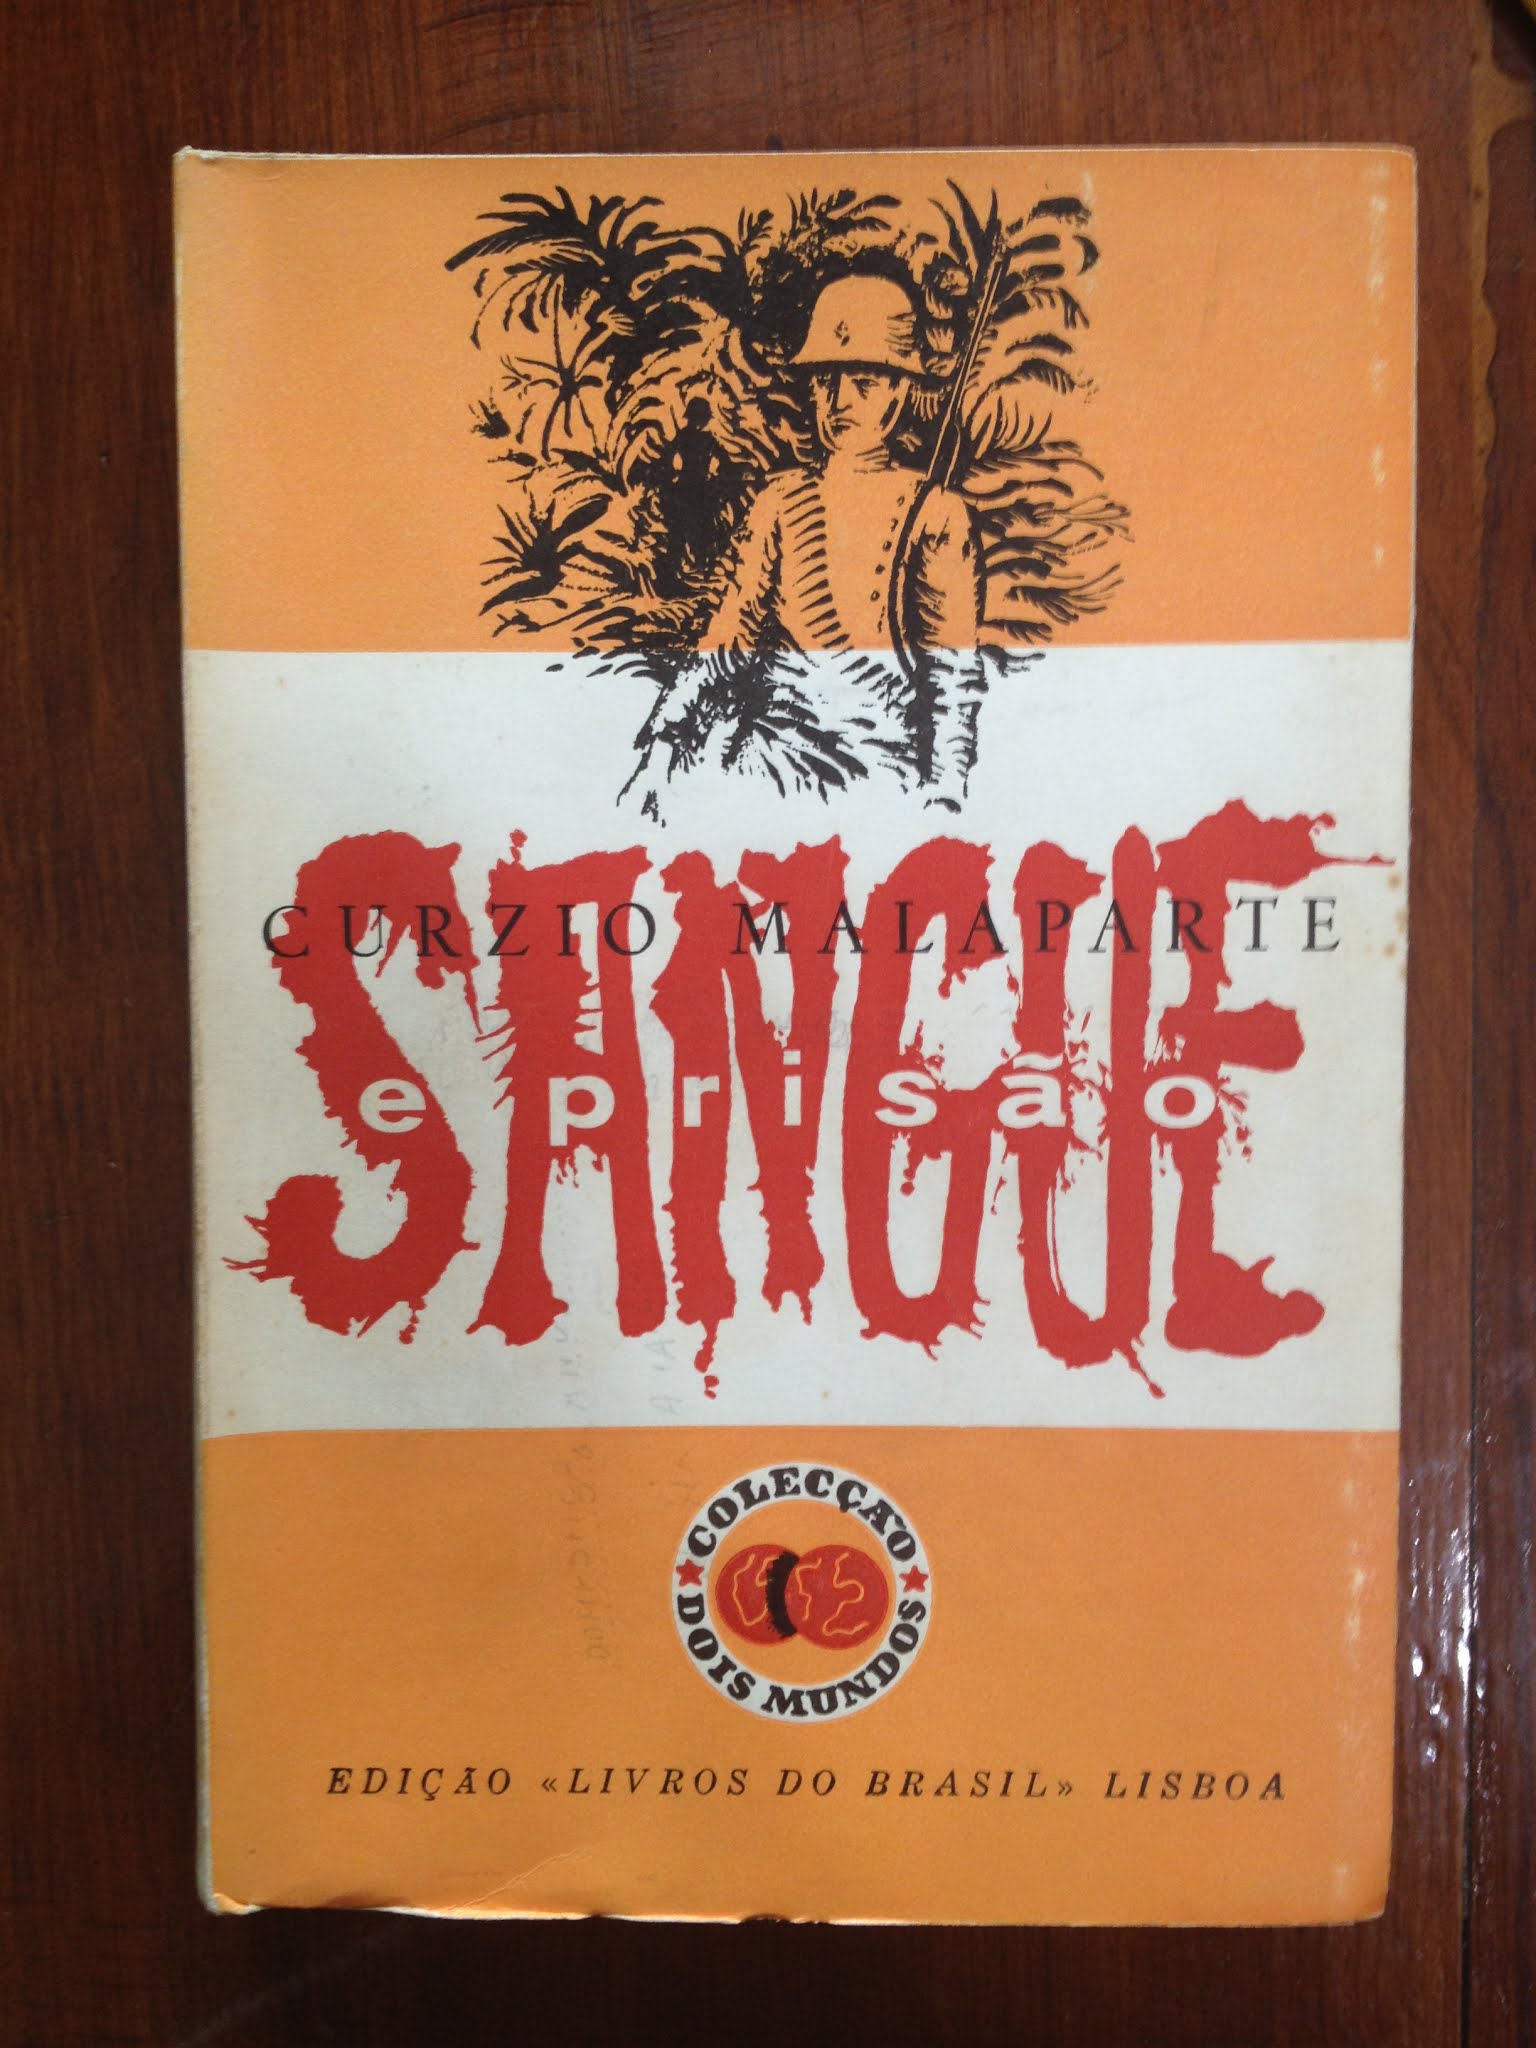 CURZIO MALAPARTE
SANGUE
e prisão
COLECÇÃO
DOIS MUNDOS
EDIÇÃO «LIVROS DO BRASIL» LISBOA